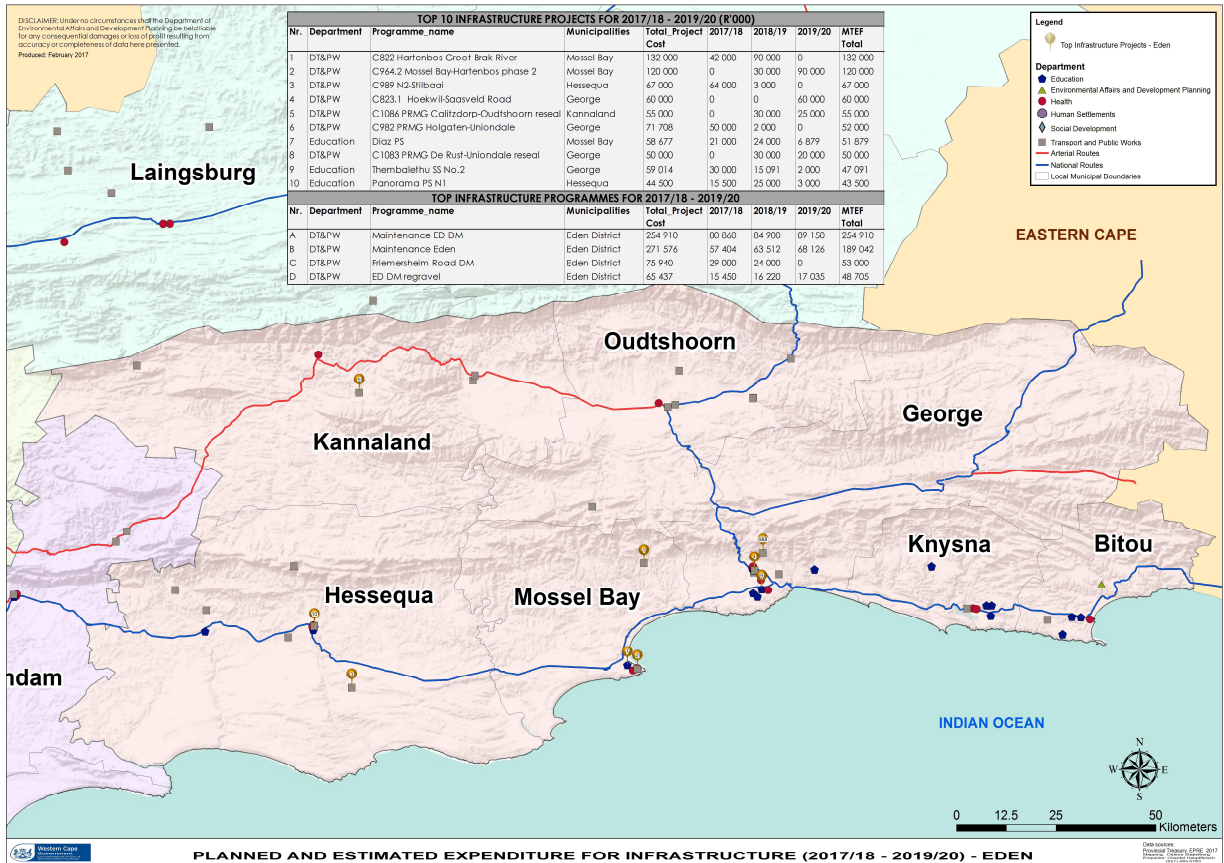 DISCLAIMER: Under no circumstances shall the Department of
Environmental Affairs and Development Planning be held liable
for any consequential damages or loss of profit resulting from
accuracy or completeness of data here presented.
Produced: February 2017
TOP 10 INFRASTRUCTURE PROJECTS FOR 2017/18 - 2019/20 (R'000)
Nr. Department Programme_name Municipalities Total_Project Cost 2017/18 2018/19 2019/20 MTEF Total
1 DT&PW C822 Hartenbos Groot Brak River Mossel Bay 132 000 42 000 90 000 0 132 000
2 DT&PW C964.2 Mossel Bay-Hartenbos phase 2 Mossel Bay 120 000 0 30 000 90 000 120 000
3 DT&PW C989 N2-Stilbaai Hessequa 67 000 64 000 3 000 0 67 000
4 DT&PW C823.1 Hoekwil-Saasveld Road George 60 000 0 0 60 000 60 000
5 DT&PW C1086 PRMG Calitzdorp-Oudtshoorn reseal Kannaland 55 000 0 30 000 25 000 55 000
6 DT&PW C982 PRMG Holgaten-Uniondale George 71 708 50 000 2 000 0 52 000
7 Education Diaz PS Mossel Bay 58 677 21 000 24 000 6 879 51 879
8 DT&PW C1083 PRMG De Rust-Uniondale reseal George 50 000 0 30 000 20 000 50 000
9 Education Thembalethu SS No.2 George 59 014 30 000 15 091 2 000 47 091
10 Education Panorama PS N1 Hessequa 44 500 15 500 25 000 3 000 43 500
TOP INFRASTRUCTURE PROGRAMMES FOR 2017/18 - 2019/20
Nr. Department Programme_name Municipalities Total_Project Cost 2017/18 2018/19 2019/20 MTEF Total
A DT&PW Maintenance ED DM Eden District 254 910 254 910
B DT&PW Maintenance Eden Eden District 271 576 57 404 63 512 68 126 189 042
C DT&PW Friemersheim Road DM Eden District 75 940 29 000 24 000 0 53 000
D DT&PW ED DM regravel Eden District 65 437 15 450 16 220 17 035 48 705
Legend
Top Infrastructure Projects - Eden
Department
Education
Environmental Affairs and Development Planning
Health
Human Settlements
Social Development
Transport and Public Works
Arterial Routes
National Routes
Local Municipal Boundaries
Laingsburg
EASTERN CAPE
Oudtshoorn
George
Kannaland
Knysna
Bitou
Hessequa
Mossel Bay
ndam
INDIAN OCEAN
N
W E
S
0 12.5 25 50
Kilometers
Western Cape
Government
PLANNED AND ESTIMATED EXPENDITURE FOR INFRASTRUCTURE (2017/18 - 2019/20) - EDEN
Data sources:
Provincial Treasury, EPRE, 2017